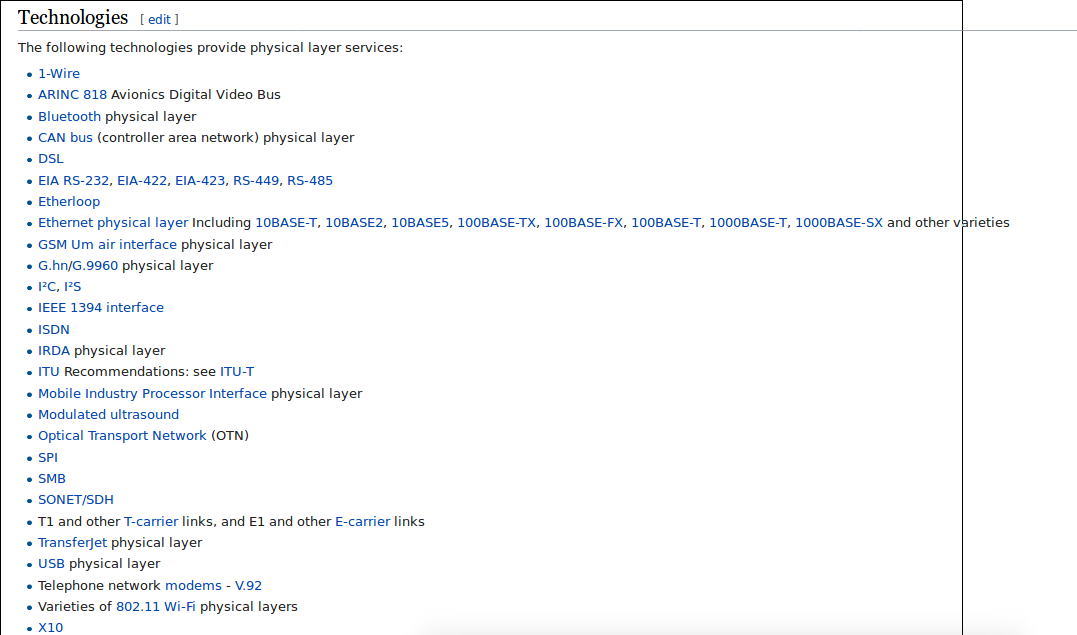 Technologies [ edit ]
The following technologies provide physical layer services:
• 1-Wire
• ARINC 818 Avionics Digital Video Bus
• Bluetooth physical layer
• CAN bus (controller area network) physical layer
• DSL
• EIA RS-232, EIA-422, EIA-423, RS-449, RS-485
• Etherloop
• Ethernet physical layer Including 10BASE-T, 10BASE2, 10BASE5, 100BASE-TX, 100BASE-FX, 100BASE-T, 1000BASE-T, 1000BASE-SX and other varieties
• GSM Um air interface physical layer
• G.hn/G.9960 physical layer
• I²C, I²S
• IEEE 1394 interface
• ISDN
• IRDA physical layer
• ITU Recommendations: see ITU-T
• Mobile Industry Processor Interface physical layer
• Modulated ultrasound
• Optical Transport Network (OTN)
• SPI
• SMB
• SONET/SDH
• T1 and other T-carrier links, and E1 and other E-carrier links
• TransferJet physical layer
• USB physical layer
• Telephone network modems - V.92
• Varieties of 802.11 Wi-Fi physical layers
• X10